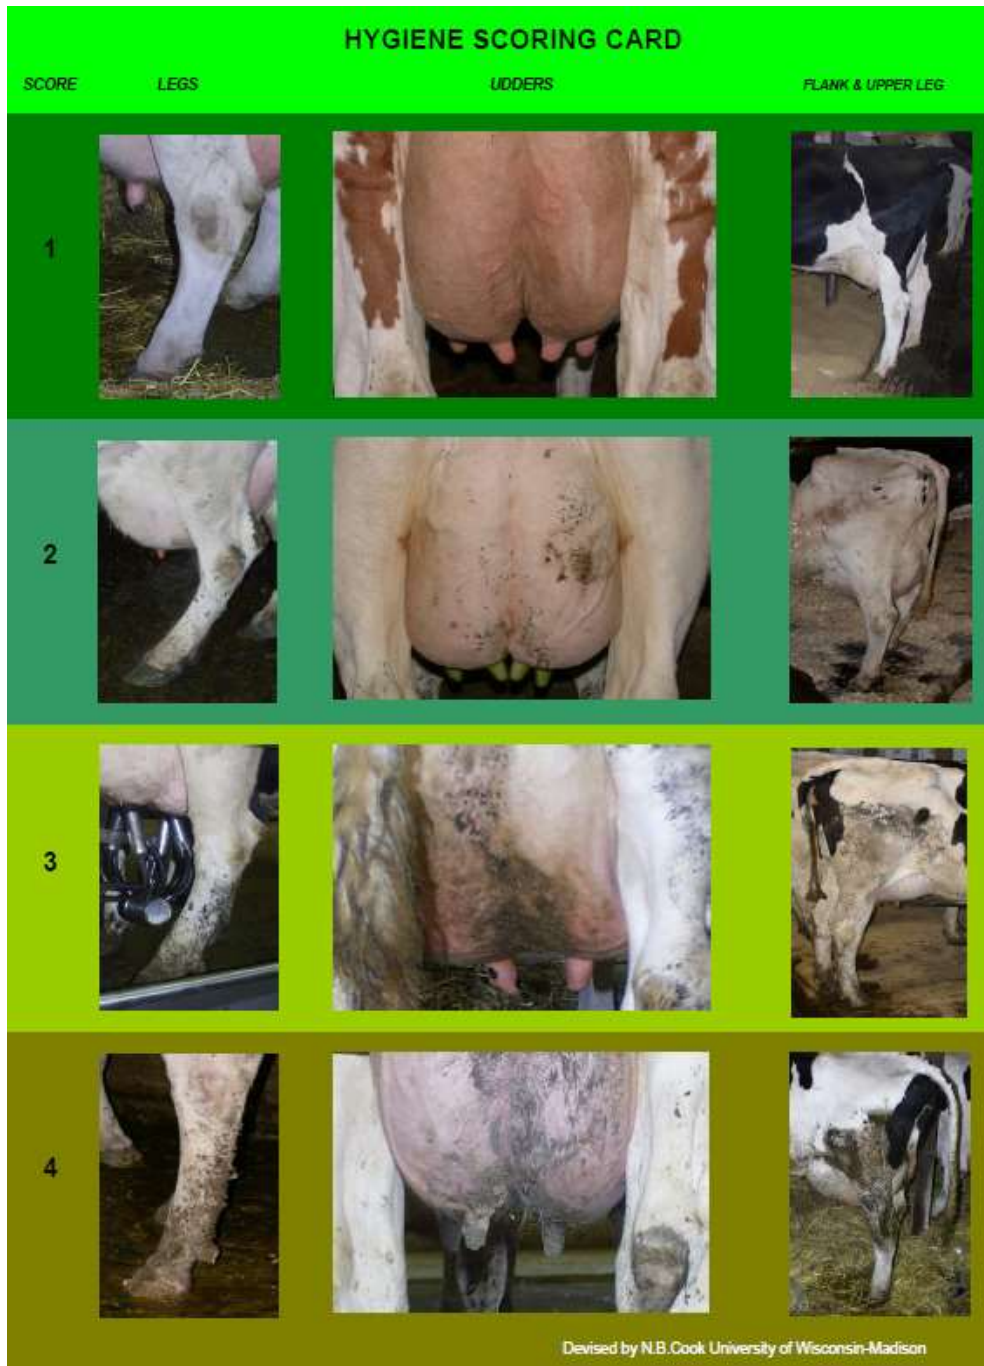 HYGIENE SCORING CARD
SCORE LEGS UDDERS FLANK & UPPER LEG
1
2
3
4
Devised by N.B.Cook University of Wisconsin-Madison